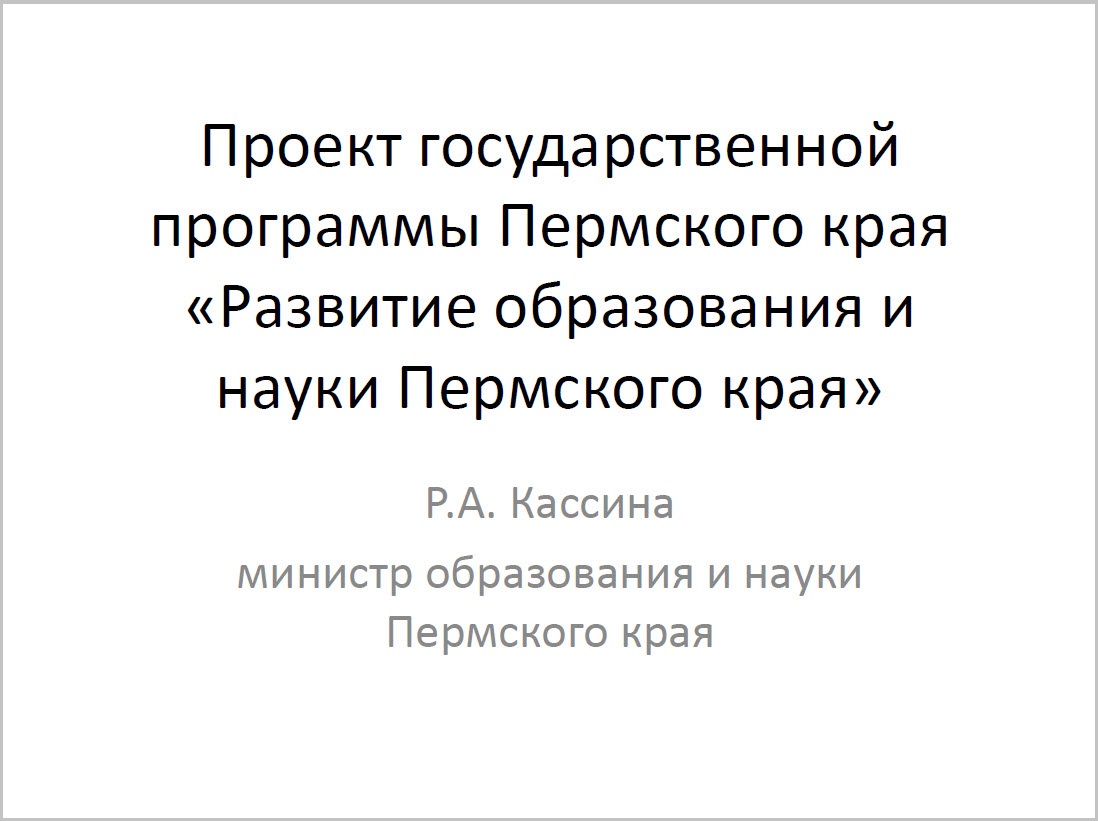 Проект государственной
программы Пермского края
«Развитие образования и
науки Пермского края»
Р.А. Кассина
министр образования и науки
Пермского края